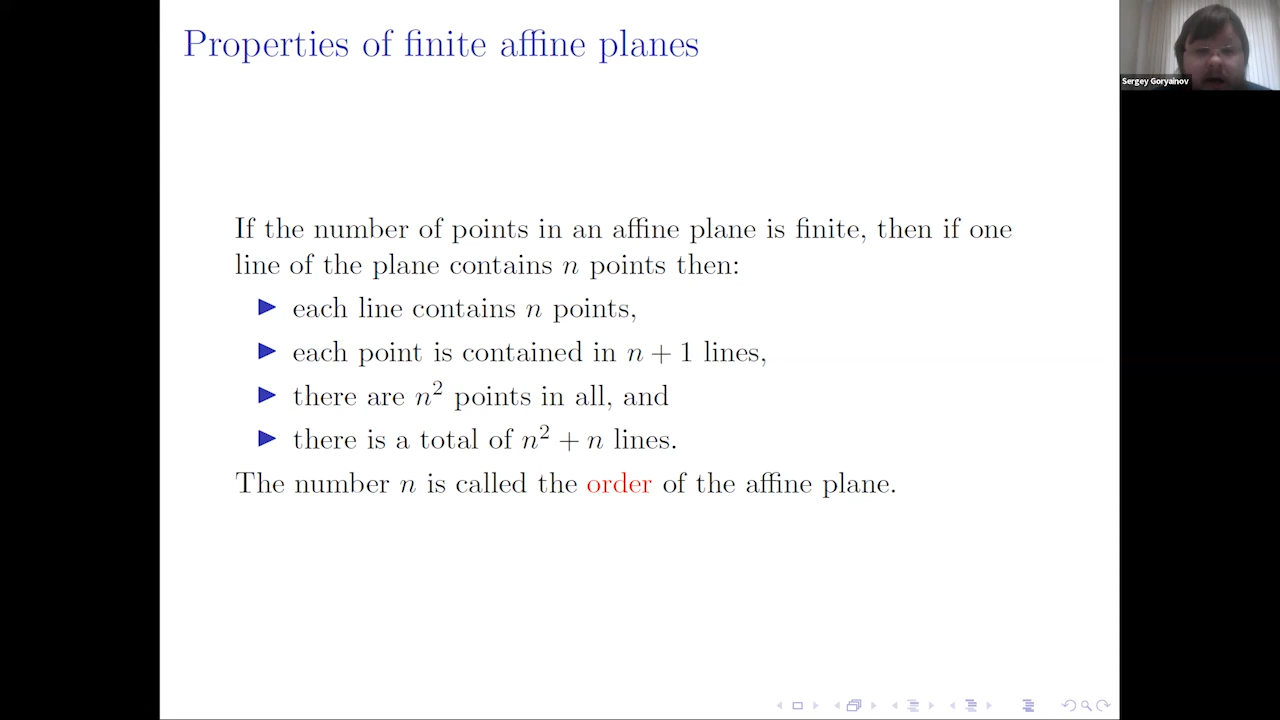 Properties of finite affine planes
Sergey Goryainov
If the number of points in an affine plane is finite, then if one
line of the plane contains n points then:
▶ each line contains n points,
▶ each point is contained in n + 1 lines,
▶ there are n² points in all, and
▶ there is a total of n² + n lines.
The number n is called the order of the affine plane.